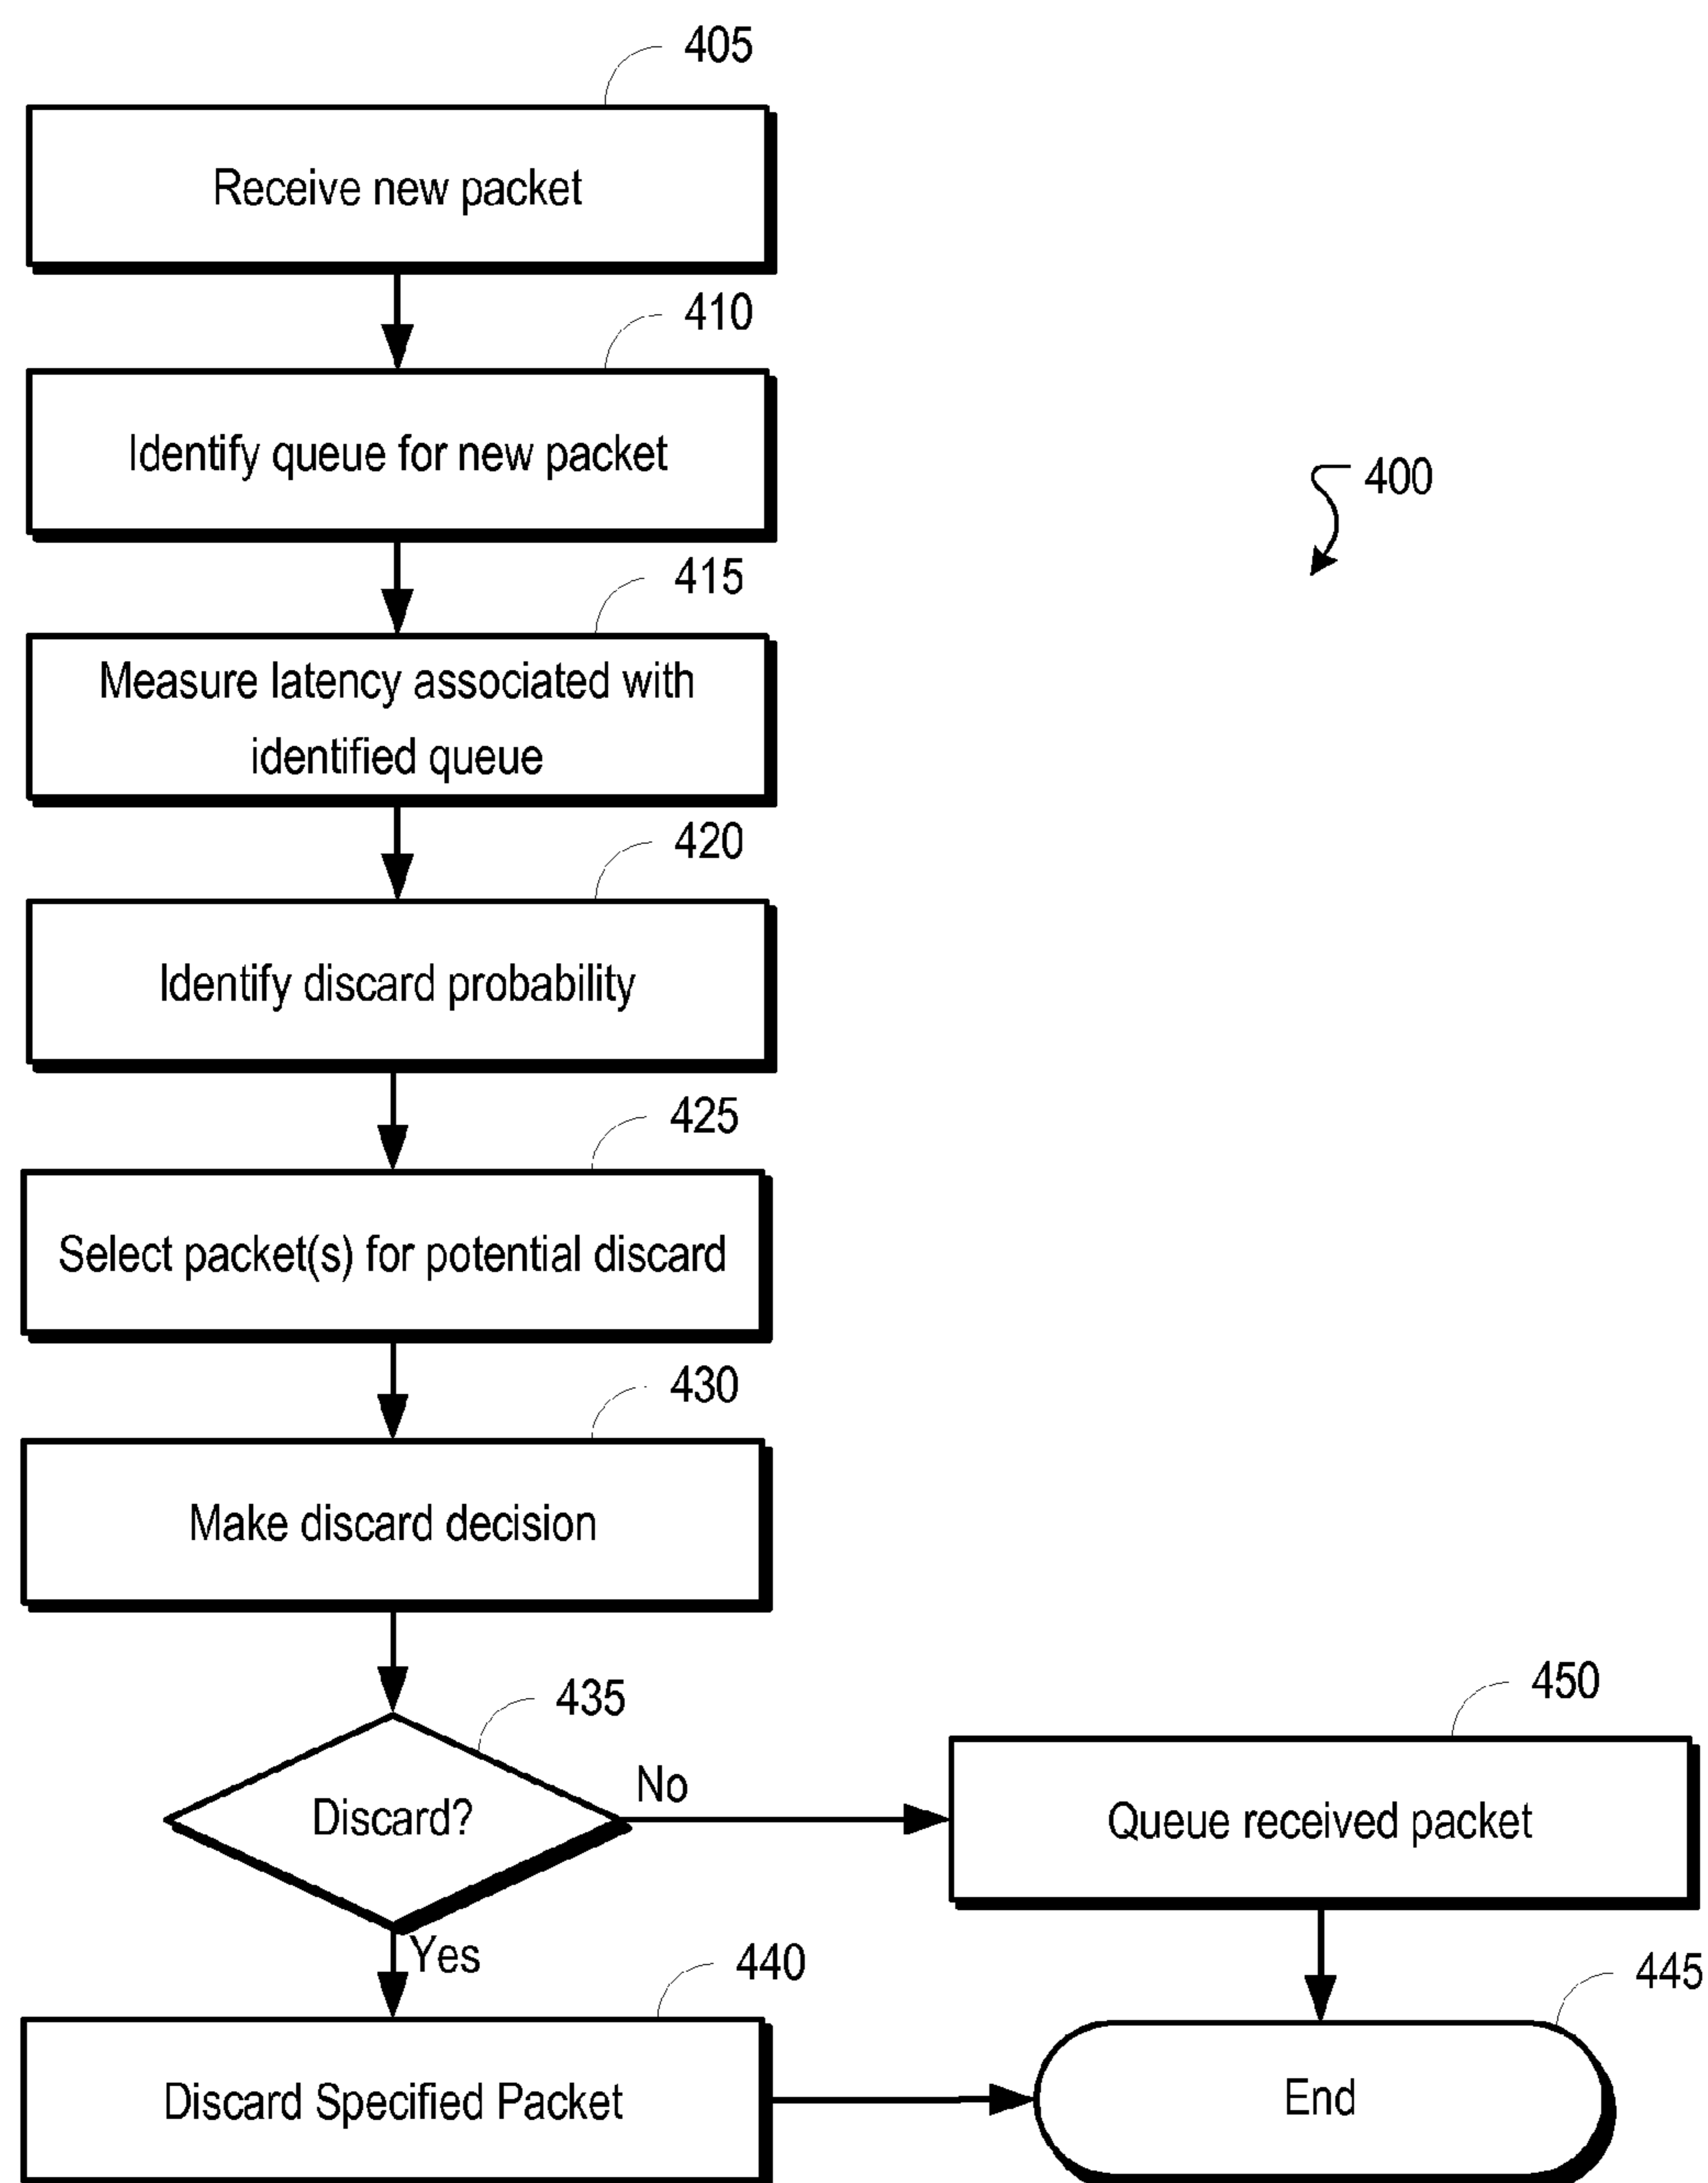 405
Receive new packet
410
Identify queue for new packet
400
415
Measure latency associated with
identified queue
420
Identify discard probability
425
Select packet(s) for potential discard
430
Make discard decision
435
Discard?
No
450
Queue received packet
Yes
440
Discard Specified Packet
445
End